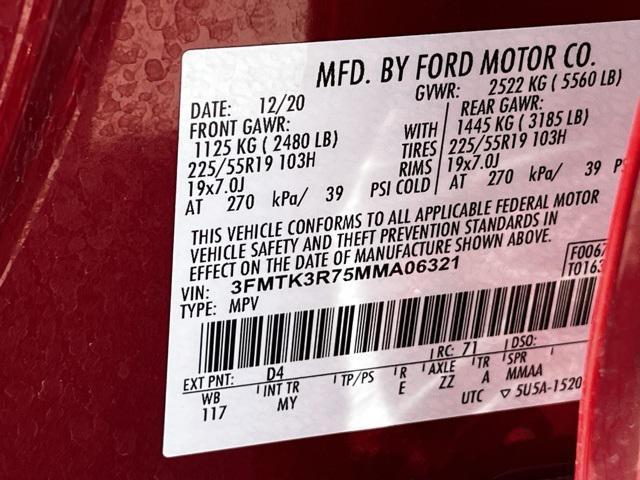 MFD. BY FORD MOTOR CO.
DATE: 12/20 GVWR: 2522 KG ( 5560 LB)
FRONT GAWR: REAR GAWR:
1125 KG ( 2480 LB) WITH 1445 KG ( 3185 LB)
225/55R19 103H TIRES 225/55R19 103H
19x7.0J RIMS 19x7.0J
AT 270 kPa/ 39 PSI COLD AT 270 kPa/ 39
THIS VEHICLE CONFORMS TO ALL APPLICABLE FEDERAL MOTOR
VEHICLE SAFETY AND THEFT PREVENTION STANDARDS IN
EFFECT ON THE DATE OF MANUFACTURE SHOWN ABOVE.
VIN: 3FMTK3R75MMA06321 F0067
TYPE: MPV T0163
EXT PNT: D4 RC: 71 DSO:
WB INT TR TP/PS R AXLE TR SPR
117 MY E ZZ A MMAA
UTC ▽ 5U5A-1520